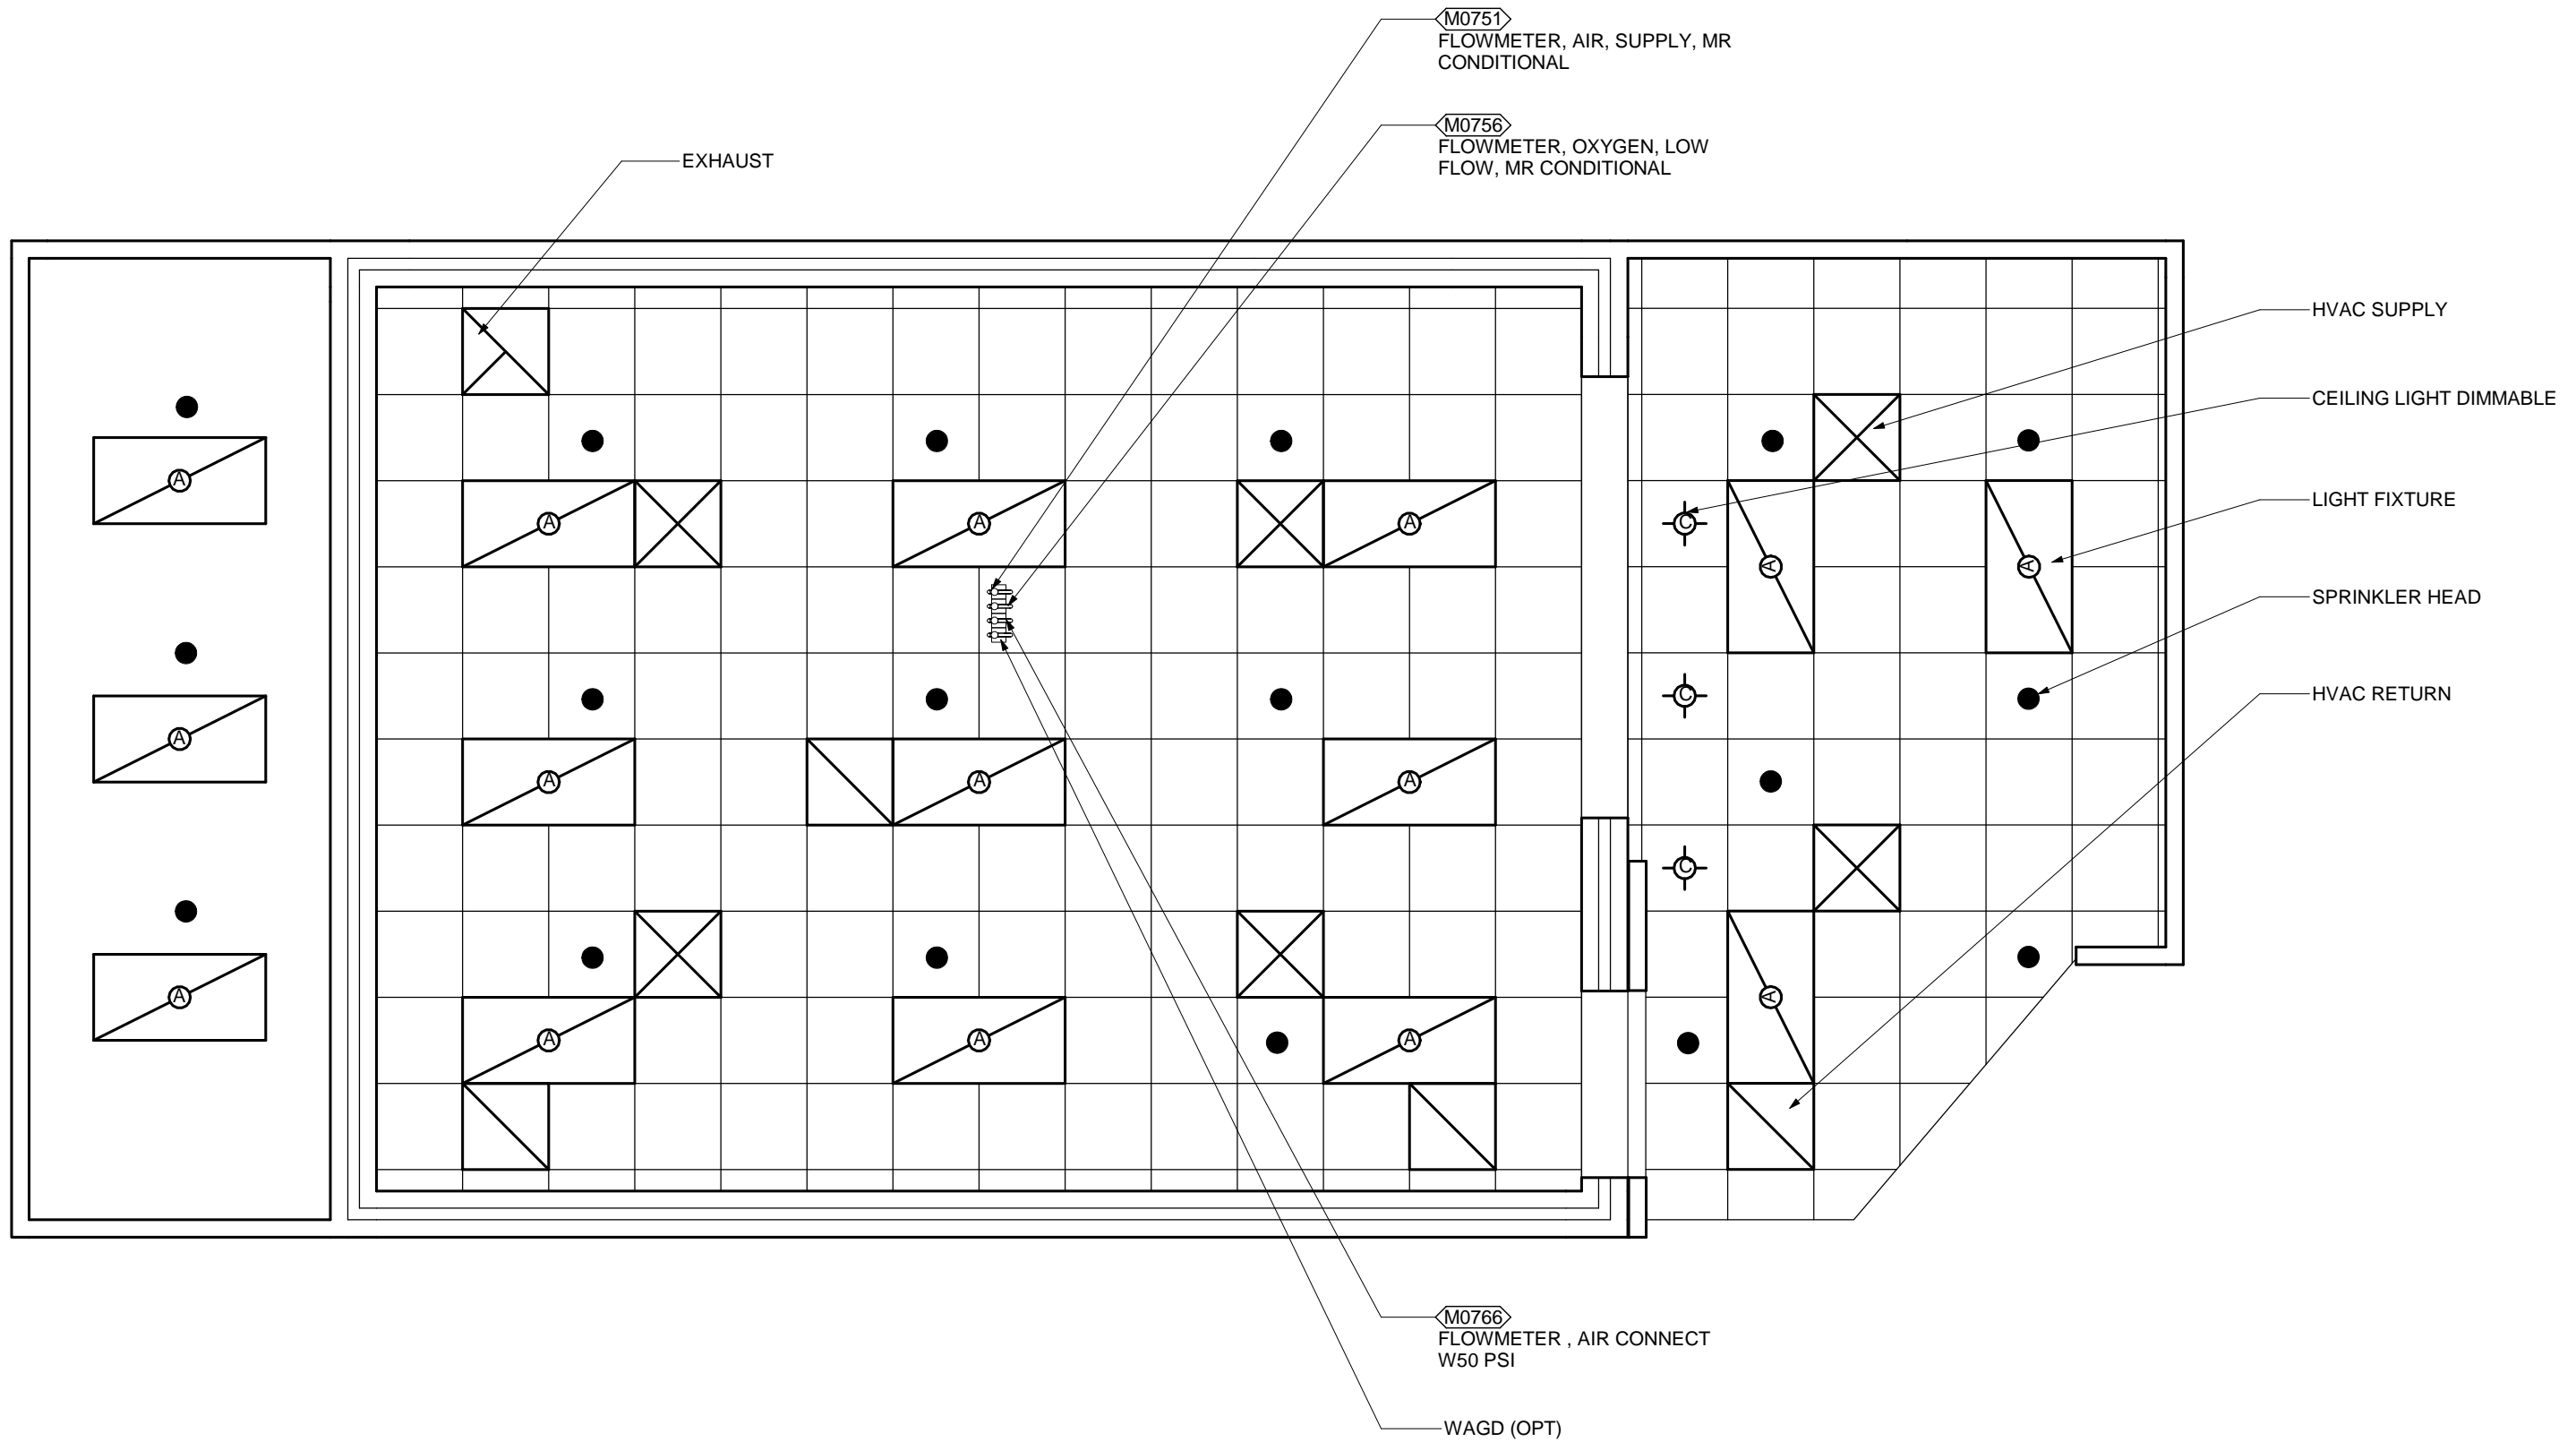 M0751
FLOWMETER, AIR, SUPPLY, MR
CONDITIONAL
M0756
FLOWMETER, OXYGEN, LOW
FLOW, MR CONDITIONAL
EXHAUST
HVAC SUPPLY
CEILING LIGHT DIMMABLE
LIGHT FIXTURE
SPRINKLER HEAD
HVAC RETURN
A
A
A
A
A
A
A
A
A
A
A
A
C
C
C
A
A
A
M0766
FLOWMETER , AIR CONNECT
W50 PSI
WAGD (OPT)